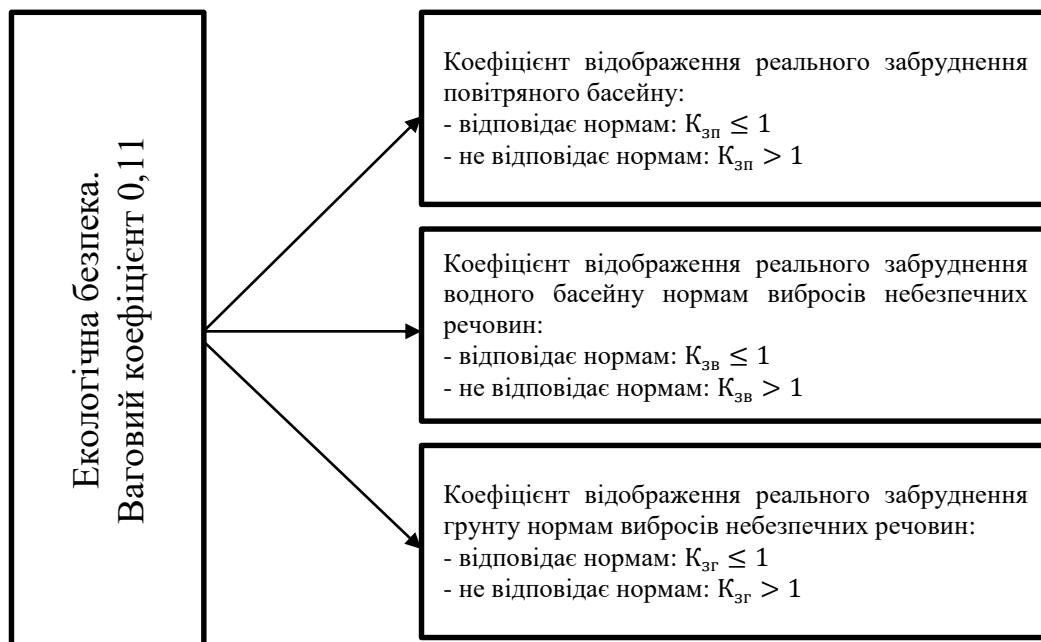 Екологічна безпека.
Ваговий коефіцієнт 0,11
Коефіцієнт відображення реального забруднення
повітряного басейну:
- відповідає нормам: Кзп ≤ 1
- не відповідає нормам: Кзп > 1
Коефіцієнт відображення реального забруднення
водного басейну нормам вибросів небезпечних
речовин:
- відповідає нормам: Кзв ≤ 1
- не відповідає нормам: Кзв > 1
Коефіцієнт відображення реального забруднення
грунту нормам вибросів небезпечних речовин:
- відповідає нормам: Кзг ≤ 1
- не відповідає нормам: Кзг > 1